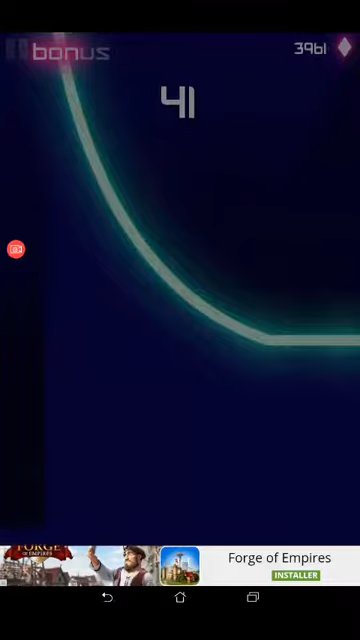 bonus
3961
41
FORGE
OF EMPIRES
Forge of Empires
INSTALLER